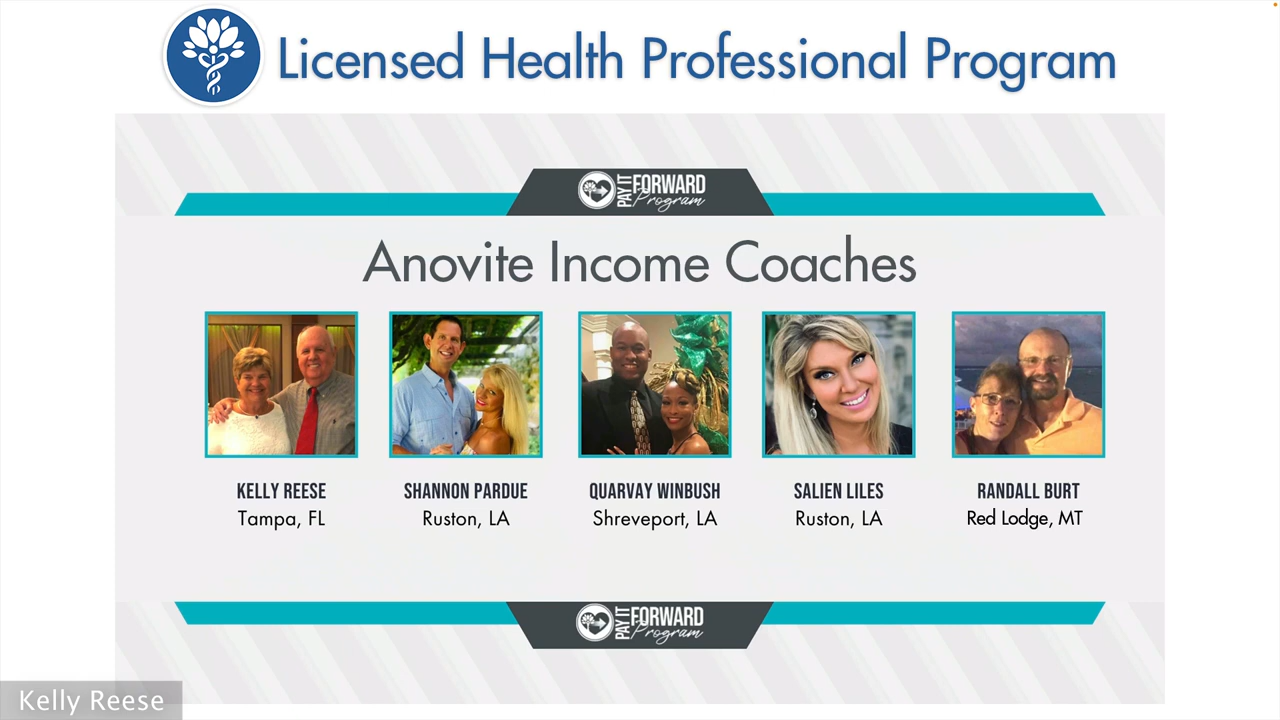 Licensed Health Professional Program
PAY IT FORWARD Program
Anovite Income Coaches
KELLY REESE
Tampa, FL
SHANNON PARDUE
Ruston, LA
QUARVAY WINBUSH
Shreveport, LA
SALIEN LILES
Ruston, LA
RANDALL BURT
Red Lodge, MT
PAY IT FORWARD Program
Kelly Reese